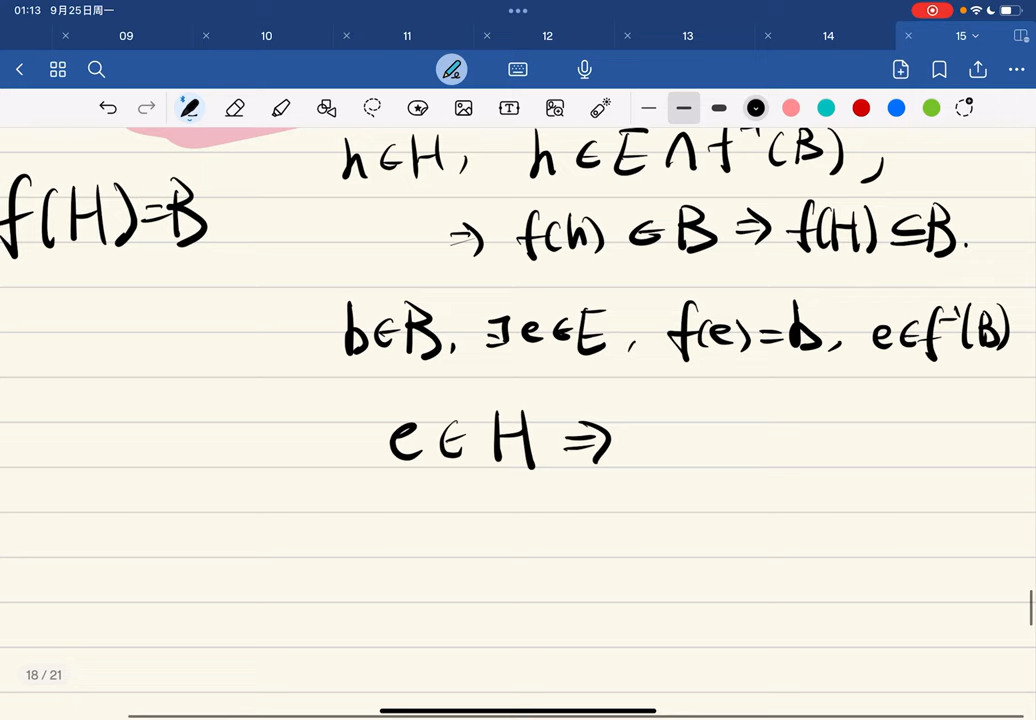 01:13 9月25日周一
09 10 11 12 13 14 15
h∈H, h∈E∩f⁻¹(B),
f(H)=B
⇒ f(h) ∈ B ⇒ f(H) ⊆ B.
b∈B, ∃e∈E, f(e)=b, e∈f⁻¹(B)
e∈H ⇒
18 / 21